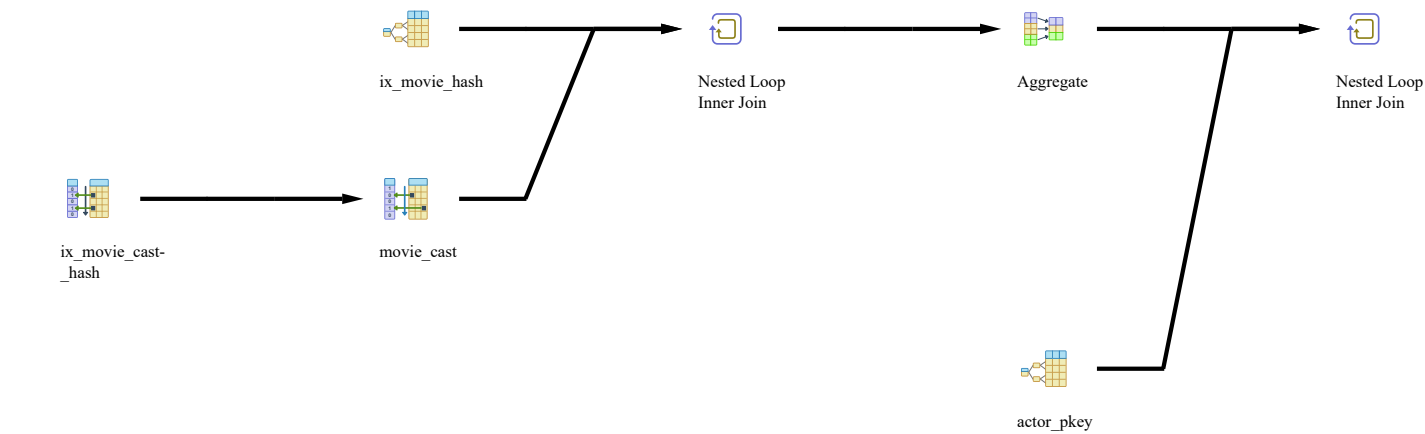 ix_movie_hash
Nested Loop
Inner Join
Aggregate
Nested Loop
Inner Join
ix_movie_cast-
_hash
movie_cast
actor_pkey